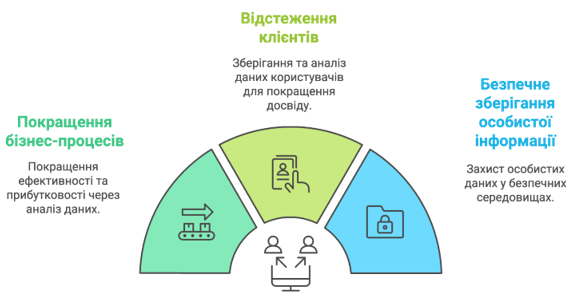 Відстеження
клієнтів
Зберігання та аналіз
даних користувачів
для покращення
досвіду.
Покращення
бізнес-процесів
Покращення
ефективності та
прибутковості через
аналіз даних.
Безпечне
зберігання
особистої
інформації
Захист особистих
даних у безпечних
середовищах.